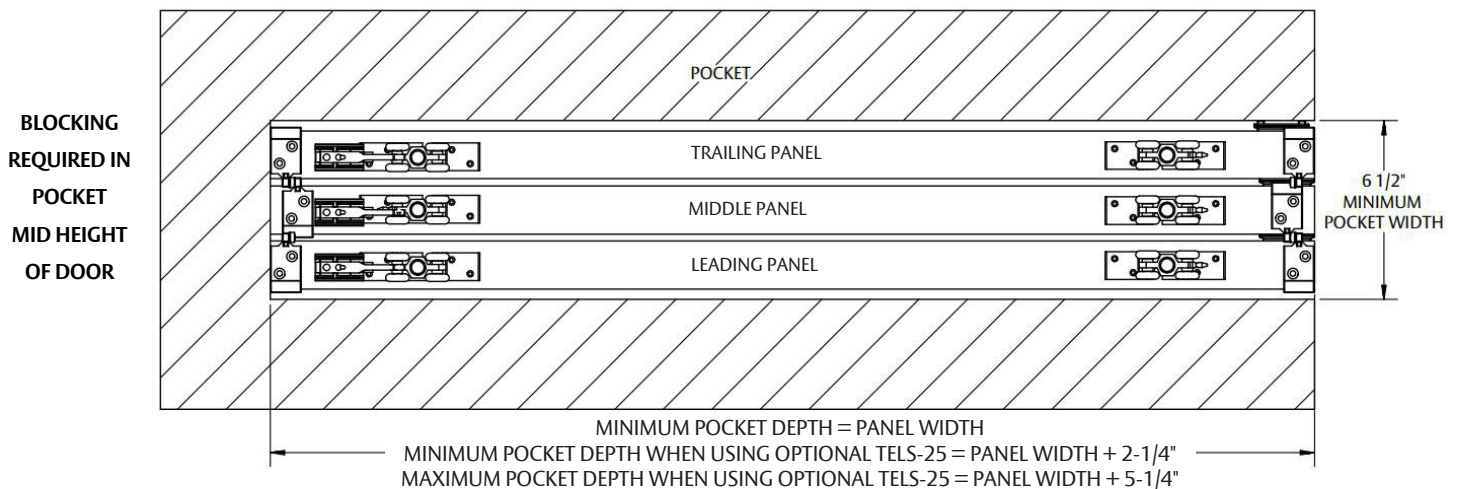 POCKET
BLOCKING
REQUIRED IN
POCKET
MID HEIGHT
OF DOOR
TRAILING PANEL
MIDDLE PANEL
LEADING PANEL
6 1/2"
MINIMUM
POCKET WIDTH
MINIMUM POCKET DEPTH = PANEL WIDTH
MINIMUM POCKET DEPTH WHEN USING OPTIONAL TELS-25 = PANEL WIDTH + 2-1/4"
MAXIMUM POCKET DEPTH WHEN USING OPTIONAL TELS-25 = PANEL WIDTH + 5-1/4"